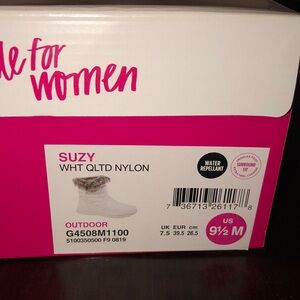 de for
women
SUZY
WHT QLTD NYLON
WATER
REPELLANT
OUTDOOR
G4508M1100
5100350500 F9 0819
7 36713 26117 8
UK EUR cm
7.5 39.5 26.5
US
9½ M